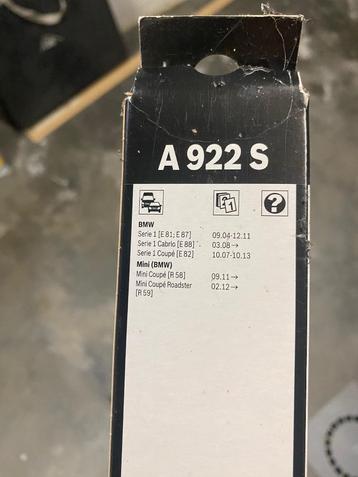 A 922 S
1
?
BMW
Serie 1 [E 81; E 87] 09.04-12.11
Serie 1 Cabrio [E 88] 03.08→
Serie 1 Coupé [E 82] 10.07-10.13
Mini (BMW)
Mini Coupé [R 58] 09.11→
Mini Coupé Roadster 02.12→
[R 59]